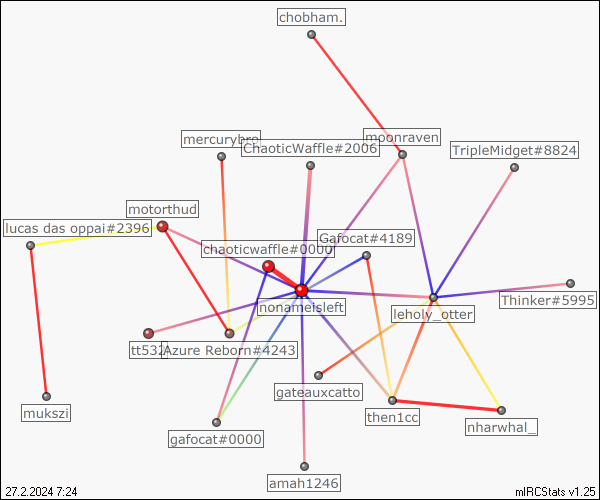 chobham.
mercurybro
moonraven
ChaoticWaffle#2006
TripleMidget#8824
motorthud
lucas das oppai#2396
Gafocat#4189
chaoticwaffle#0000
nonameisleft
leholy_otter
Thinker#5995
Azure Reborn#4243
gateauxcatto
mukszi
then1cc
nharwhal_
gafocat#0000
amah1246
27.2.2024 7:24
mIRCStats v1.25